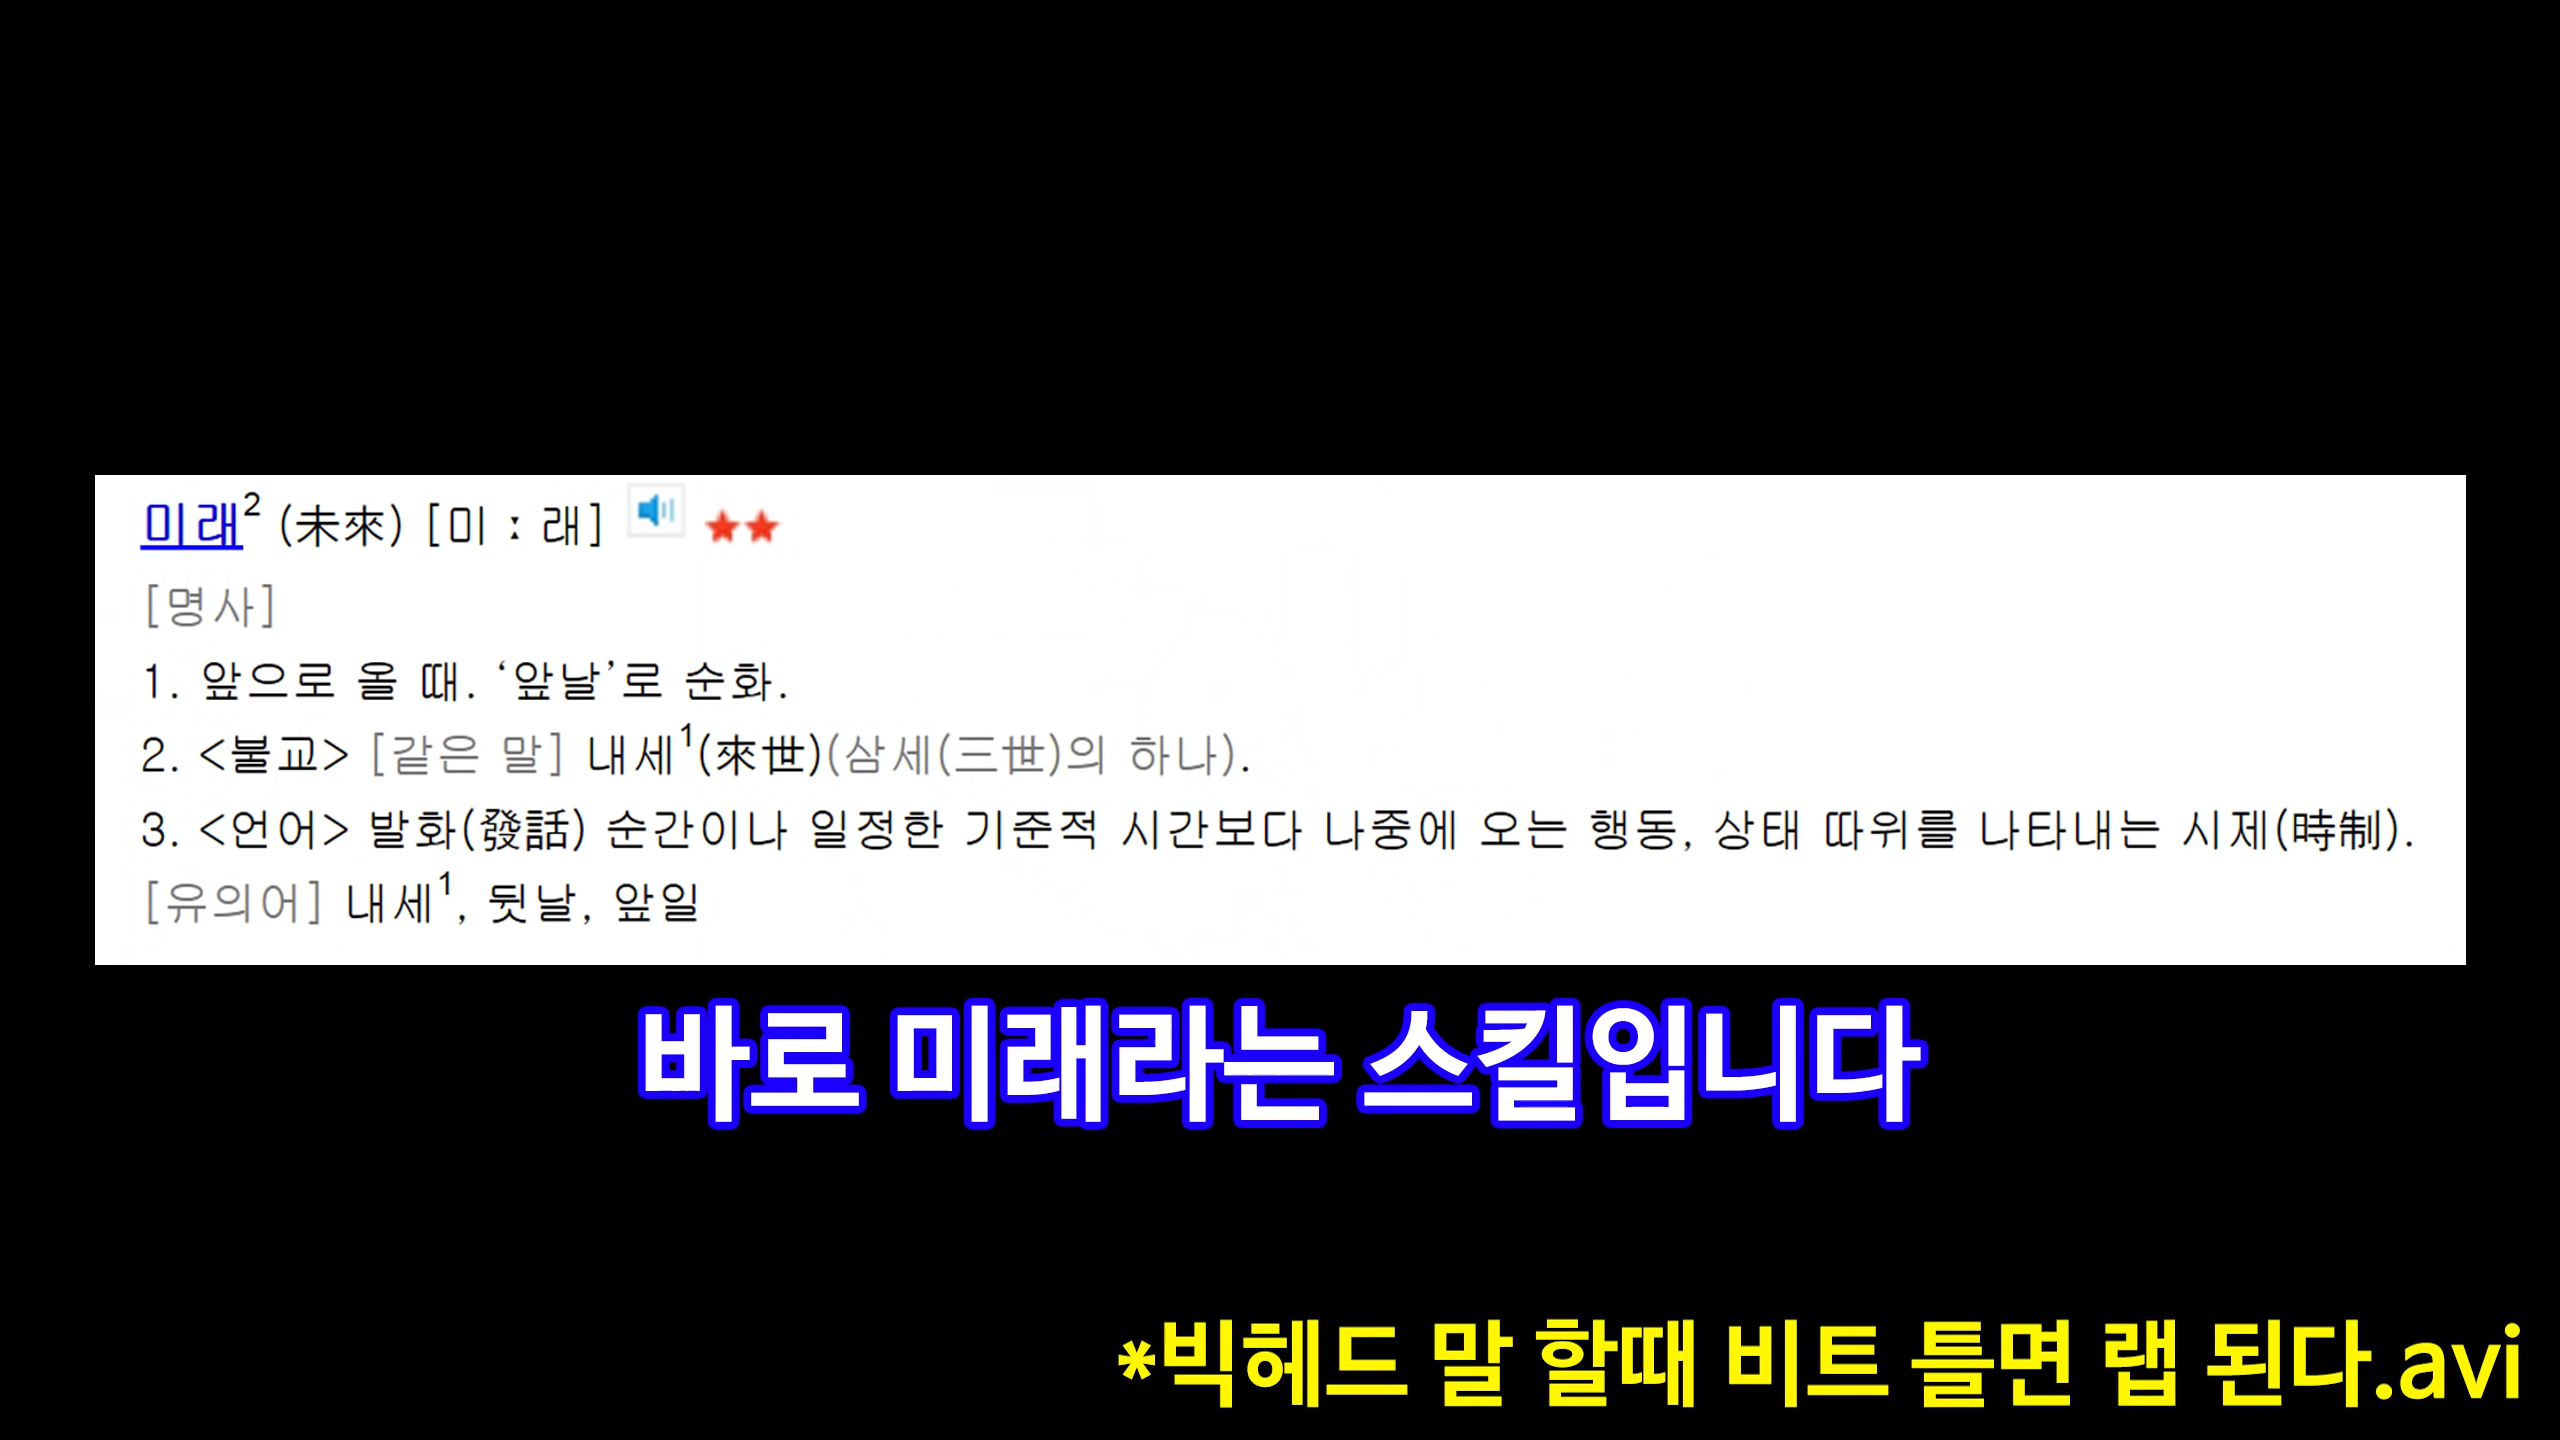 미래2 (未來) [미ː래] ★★
[명사]
1. 앞으로 올 때. ‘앞날’로 순화.
2. <불교> [같은 말] 내세1(來世)(삼세(三世)의 하나).
3. <언어> 발화(發話) 순간이나 일정한 기준적 시간보다 나중에 오는 행동, 상태 따위를 나타내는 시제(時制).
[유의어] 내세1, 뒷날, 앞일
바로 미래라는 스킬입니다
*빅헤드 말 할때 비트 틀면 랩 된다.avi